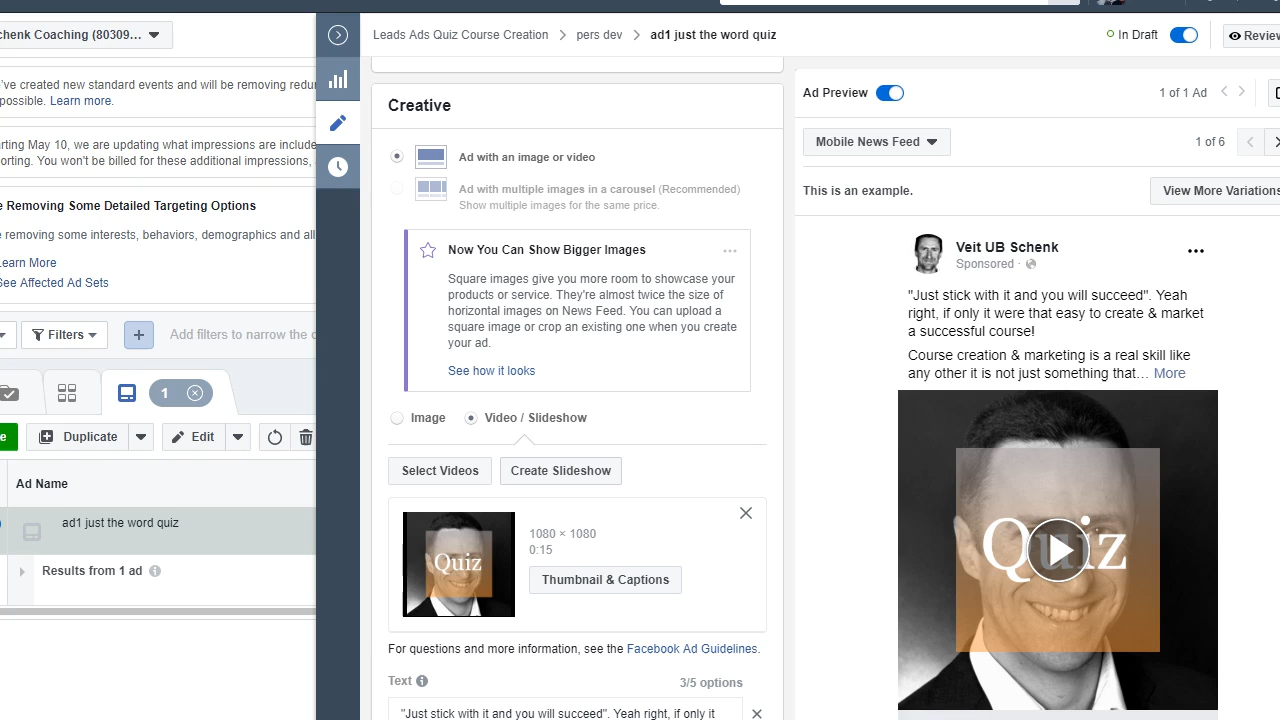 chenk Coaching (80309...
've created new standard events and will be removing redu
possible. Learn more.
rting May 10, we are updating what impressions are include
orting. You won't be billed for these additional impressions,
e Removing Some Detailed Targeting Options
e removing some interests, behaviors, demographics and all
Learn More
See Affected Ad Sets
Filters
+
Add filters to narrow the c
1
e
Duplicate
Edit
Ad Name
ad1 just the word quiz
Results from 1 ad
Leads Ads Quiz Course Creation > pers dev > ad1 just the word quiz
In Draft
Review
Creative
Ad with an image or video
Ad with multiple images in a carousel (Recommended)
Show multiple images for the same price.
Now You Can Show Bigger Images
Square images give you more room to showcase your
products or service. They're almost twice the size of
horizontal images on News Feed. You can upload a
square image or crop an existing one when you create
your ad.
See how it looks
Image
Video / Slideshow
Select Videos
Create Slideshow
Quiz
1080 × 1080
0:15
Thumbnail & Captions
For questions and more information, see the Facebook Ad Guidelines.
Text
3/5 options
"Just stick with it and you will succeed". Yeah right, if only it
Ad Preview
1 of 1 Ad
Mobile News Feed
1 of 6
This is an example.
View More Variations
Veit UB Schenk
Sponsored ·
"Just stick with it and you will succeed". Yeah
right, if only it were that easy to create & market
a successful course!
Course creation & marketing is a real skill like
any other it is not just something that... More
Quiz